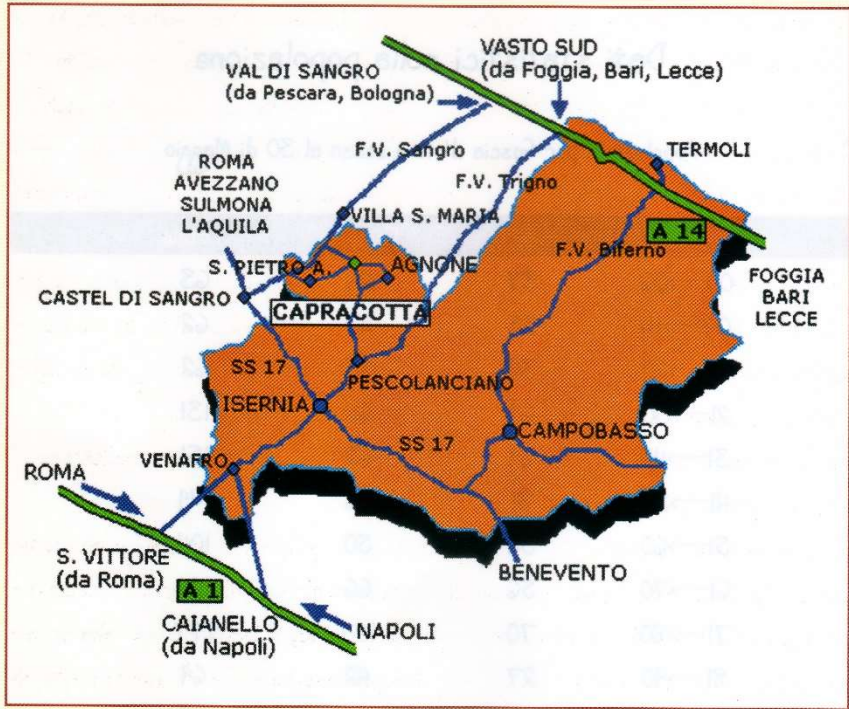 VASTO SUD
(da Foggia, Bari, Lecce)
VAL DI SANGRO
(da Pescara, Bologna)
F.V. Sangro
TERMOLI
ROMA
AVEZZANO
SULMONA
L'AQUILA
F.V. Trigno
VILLA S. MARIA
A 14
F.V. Biferno
S. PIETRO A.
AGNONE
FOGGIA
BARI
LECCE
CASTEL DI SANGRO
CAPRACOTTA
SS 17
PESCOLANCIANO
ISERNIA
SS 17
CAMPOBASSO
VENAFRO
ROMA
S. VITTORE
(da Roma)
BENEVENTO
A 1
CAIANELLO
(da Napoli)
NAPOLI